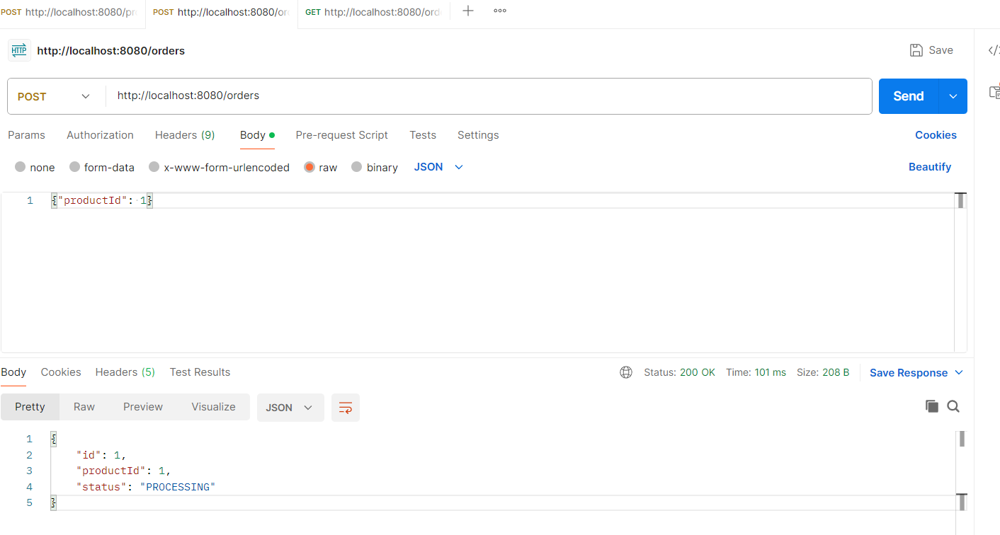 POST http://localhost:8080/pr
POST http://localhost:8080/or
GET http://localhost:8080/ord
HTTP http://localhost:8080/orders
Save
</>
POST http://localhost:8080/orders
Send
Params Authorization Headers (9) Body Pre-request Script Tests Settings Cookies
none form-data x-www-form-urlencoded raw binary JSON Beautify
1 {"productId": 1}
Body Cookies Headers (5) Test Results Status: 200 OK Time: 101 ms Size: 208 B Save Response
Pretty Raw Preview Visualize JSON
1 {
2 "id": 1,
3 "productId": 1,
4 "status": "PROCESSING"
5 }